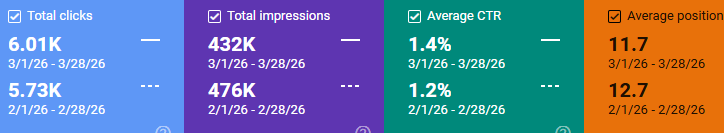 Total clicks
6.01K
3/1/26 - 3/28/26
5.73K
2/1/26 - 2/28/26
Total impressions
432K
3/1/26 - 3/28/26
476K
2/1/26 - 2/28/26
Average CTR
1.4%
3/1/26 - 3/28/26
1.2%
2/1/26 - 2/28/26
Average position
11.7
3/1/26 - 3/28/26
12.7
2/1/26 - 2/28/26